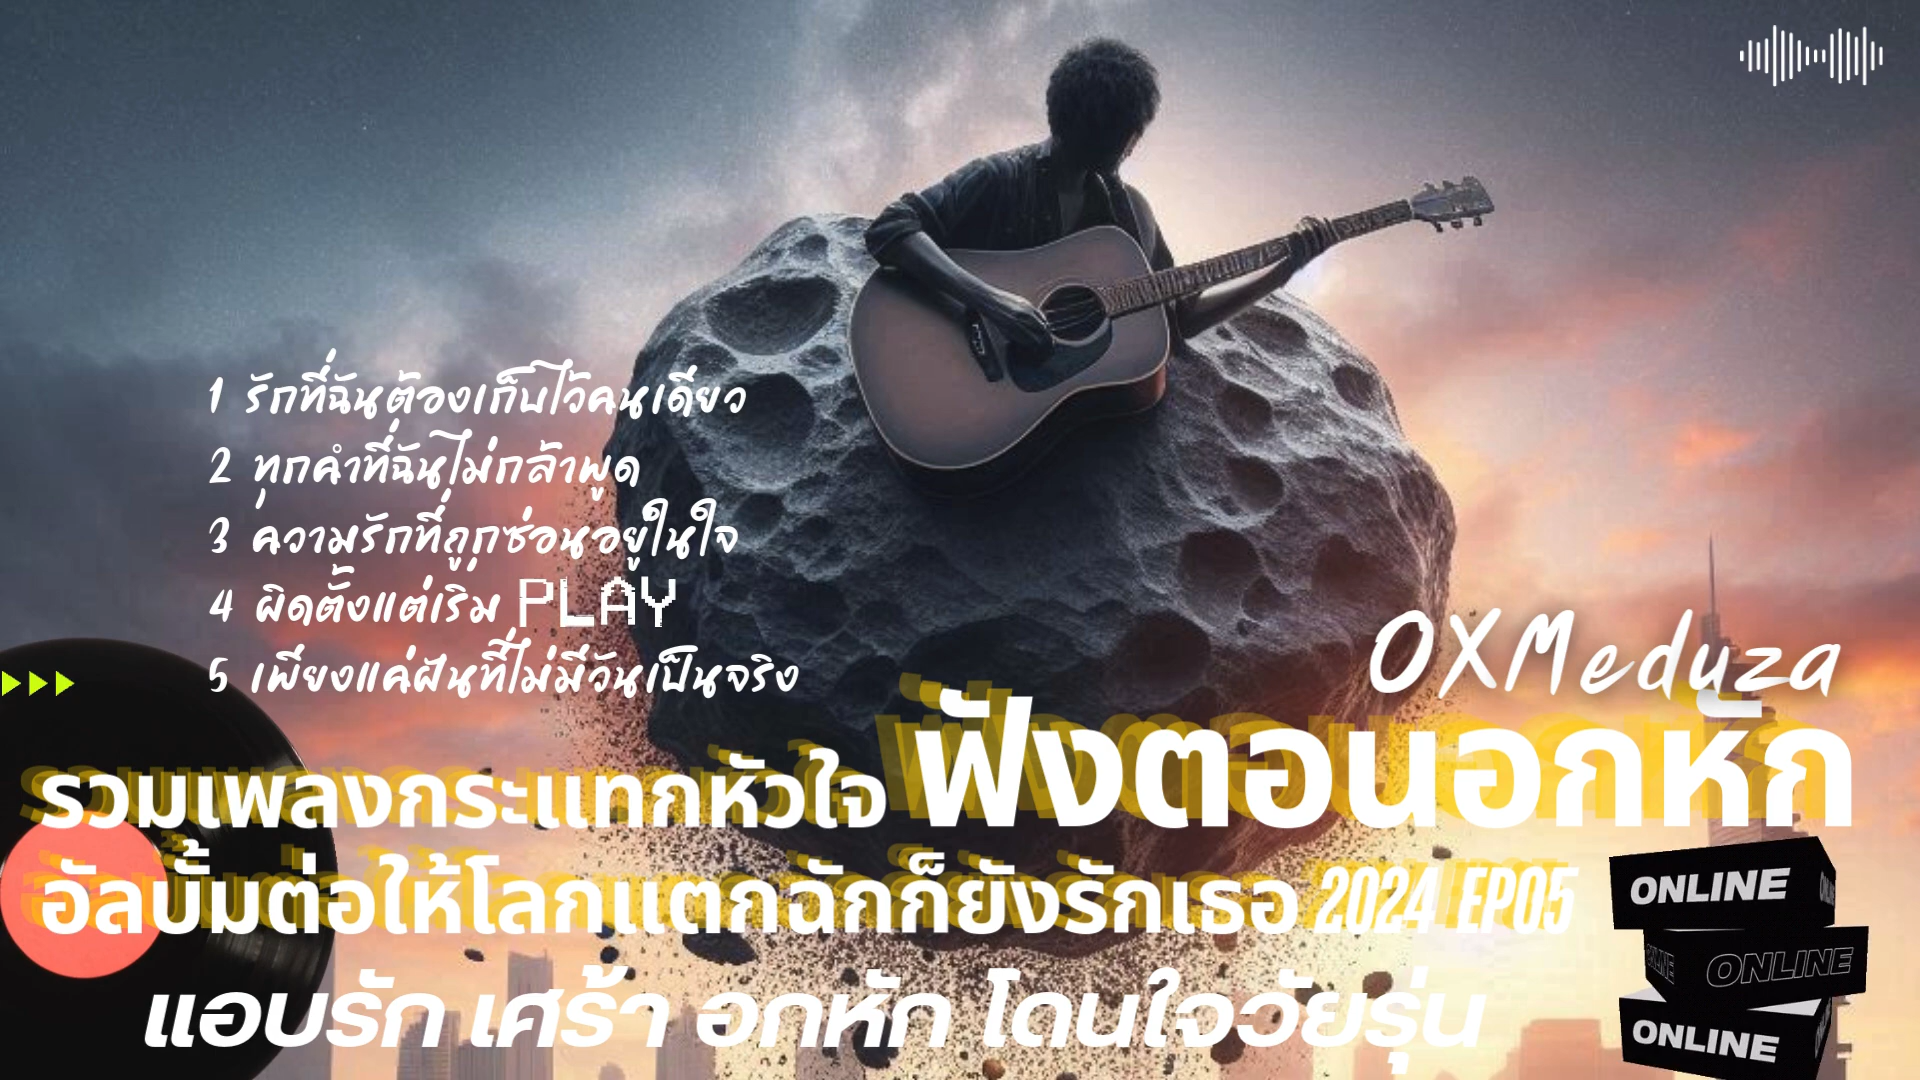 1 รักที่ฉันต้องเก็บไว้คนเดียว
2 ทุกคำที่ฉันไม่กล้าพูด
3 ความรักที่ถูกซ่อนอยู่ในใจ
4 ผิดตั้งแต่เริ่ม PLAY
5 เพียงแค่ฝันที่ไม่มีวันเป็นจริง
OXMeduza
รวมเพลงกระแทกหัวใจ ฟังตอนอกหัก
อัลบั้มต่อให้โลกแตกฉักก็ยังรักเธอ 2024 EP05
แอบรัก เศร้า อกหัก โดนใจวัยรุ่น
ONLINE
ONLINE
ONLINE